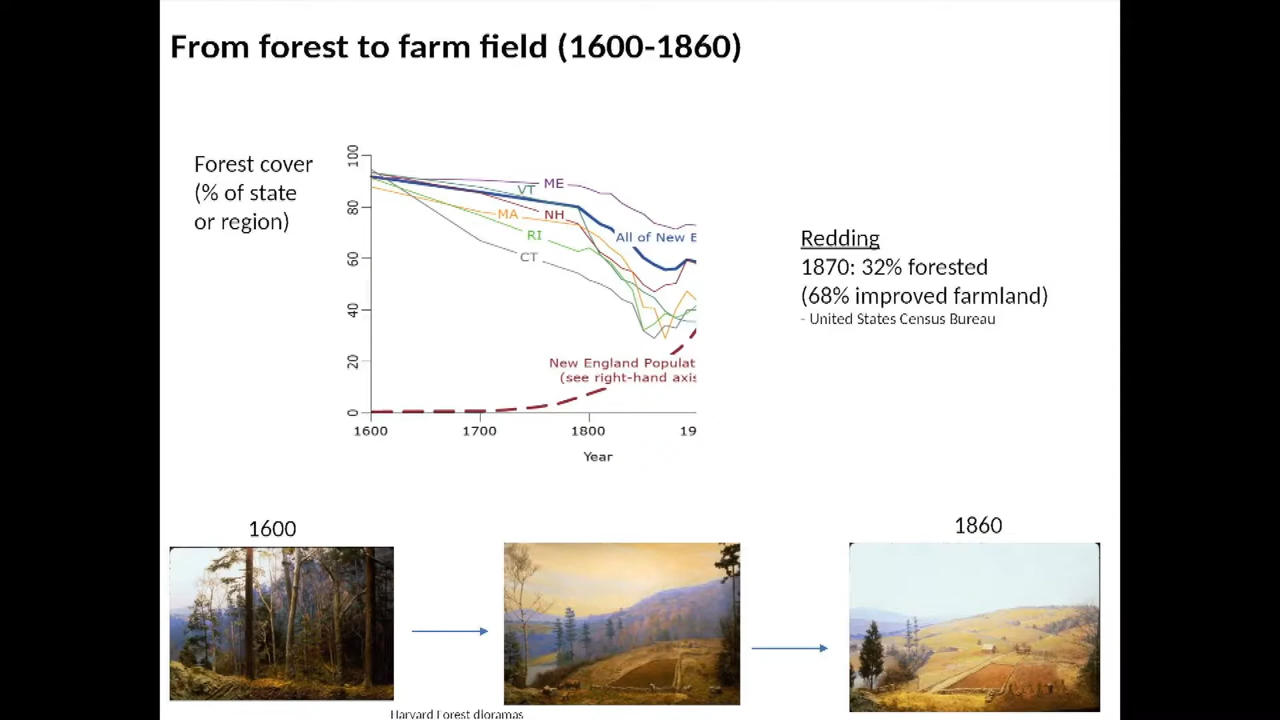 From forest to farm field (1600-1860)
Forest cover
(% of state
or region)
100
80
60
40
20
0
ME
VT
MA
NH
RI
CT
All of New E
New England Populat
(see right-hand axis
1600
1700
1800
19
Year
Redding
1870: 32% forested
(68% improved farmland)
- United States Census Bureau
1600
1860
Harvard Forest dioramas